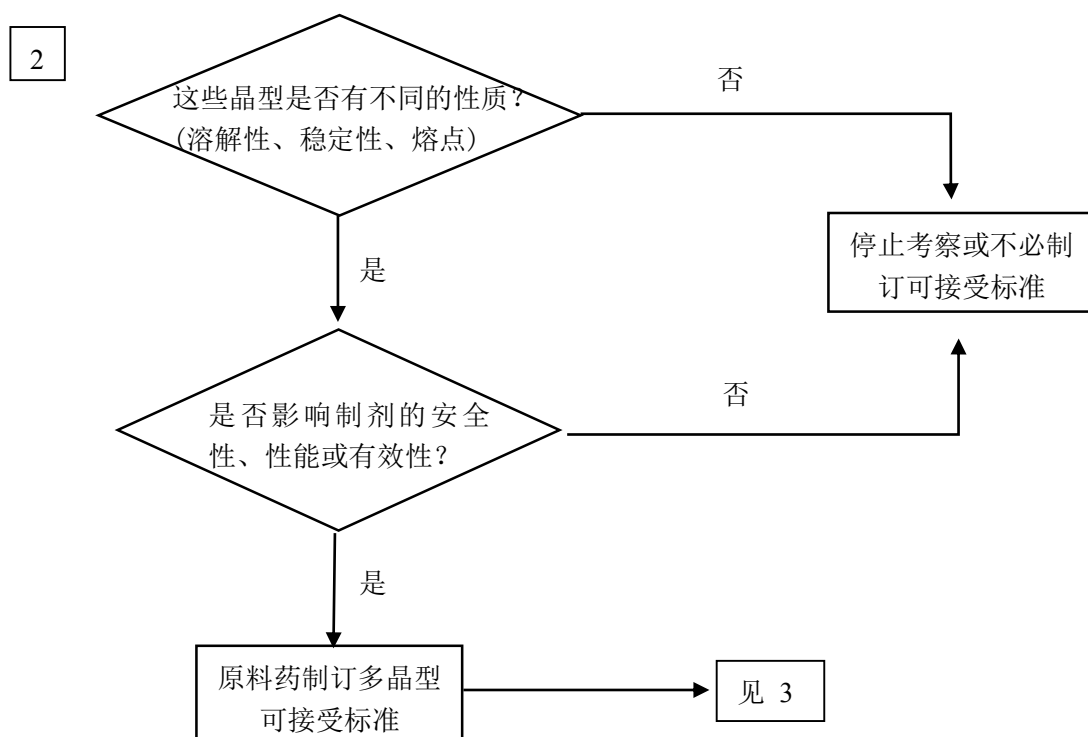 2
这些晶型是否有不同的性质？
(溶解性、稳定性、熔点)
否
停止考察或不必制
订可接受标准
是
是否影响制剂的安全
性、性能或有效性？
否
是
原料药制订多晶型
可接受标准
见 3